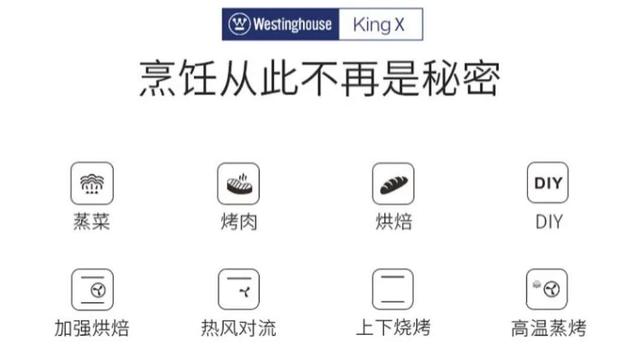 Westinghouse King X
烹饪从此不再是秘密
DIY
蒸菜 烤肉 烘焙 DIY
加强烘焙 热风对流 上下烧烤 高温蒸烤